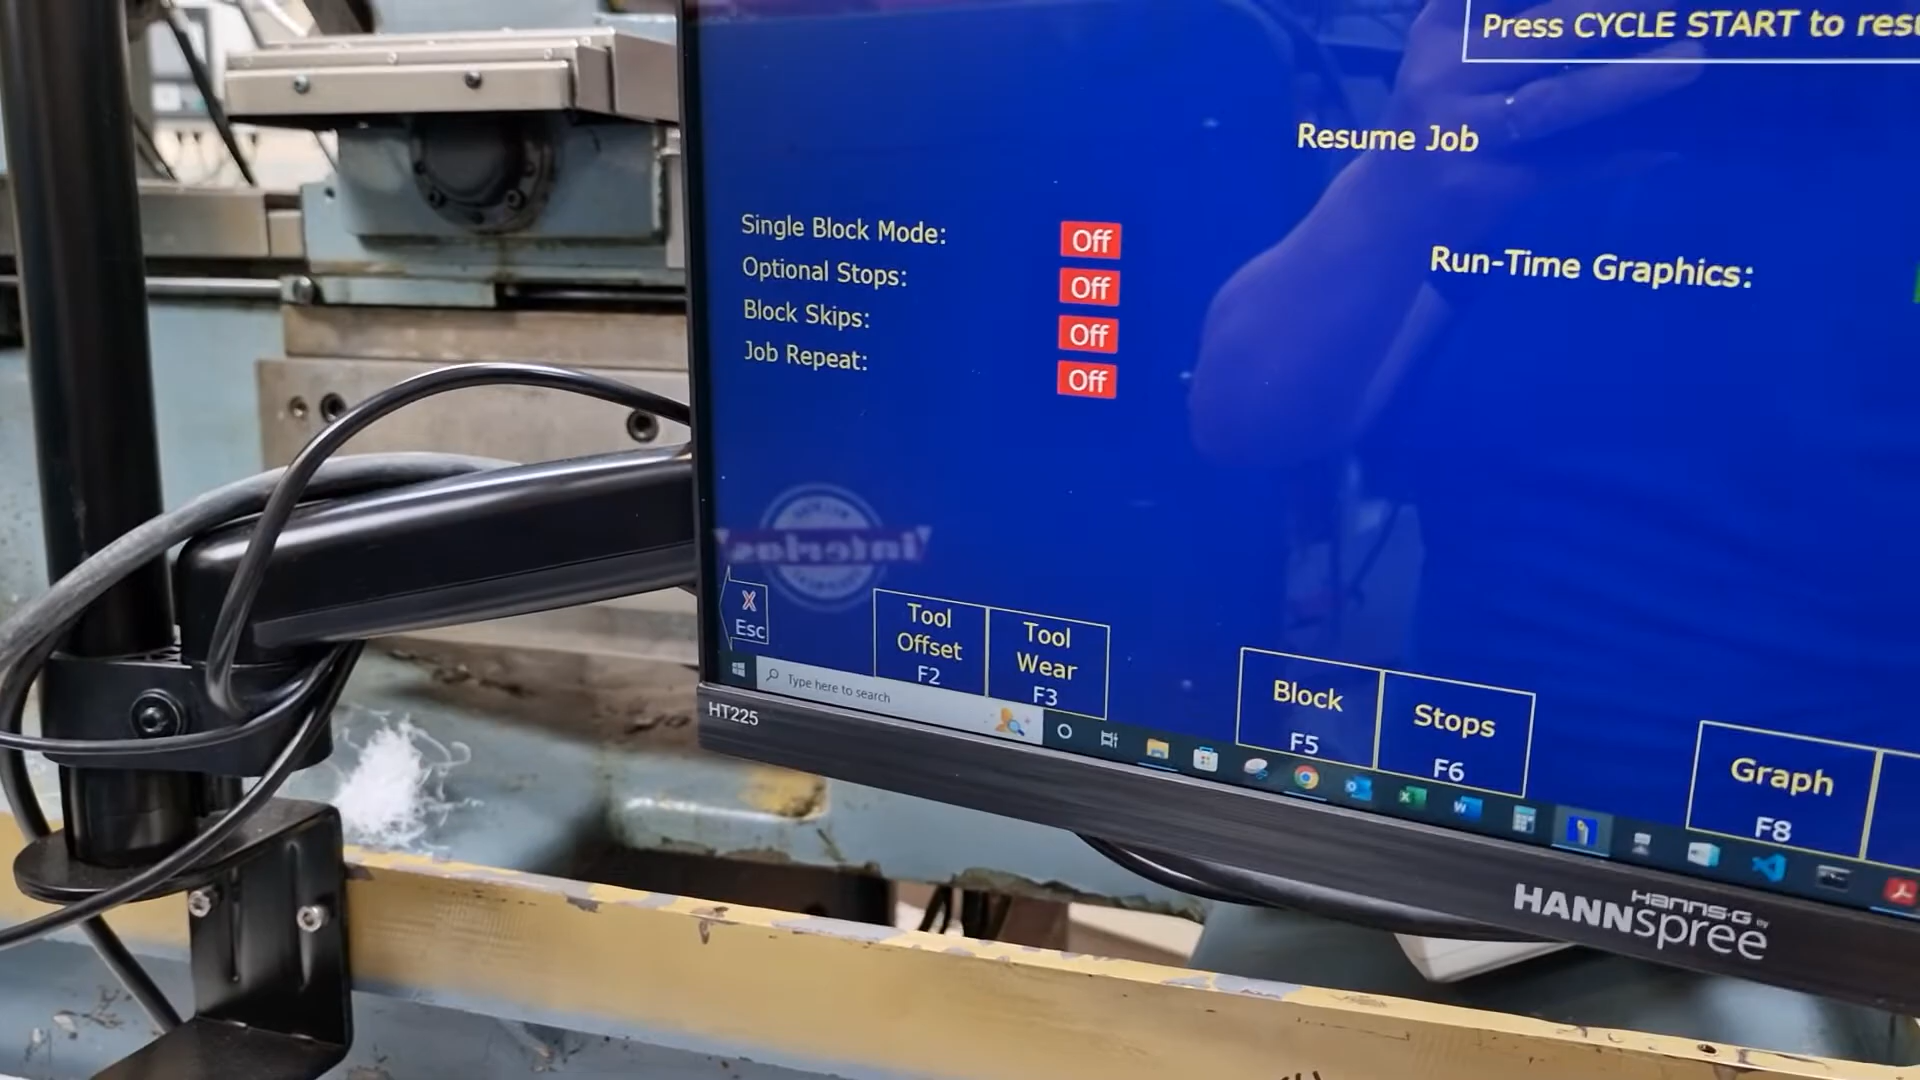 Press CYCLE START to resu
Resume Job
Single Block Mode: Off
Optional Stops: Off
Block Skips: Off
Job Repeat: Off
Run-Time Graphics:
X
Esc
Tool
Offset
F2
Tool
Wear
F3
Block
F5
Stops
F6
Graph
F8
Type here to search
HT225
Hanns-G by
HANNspree